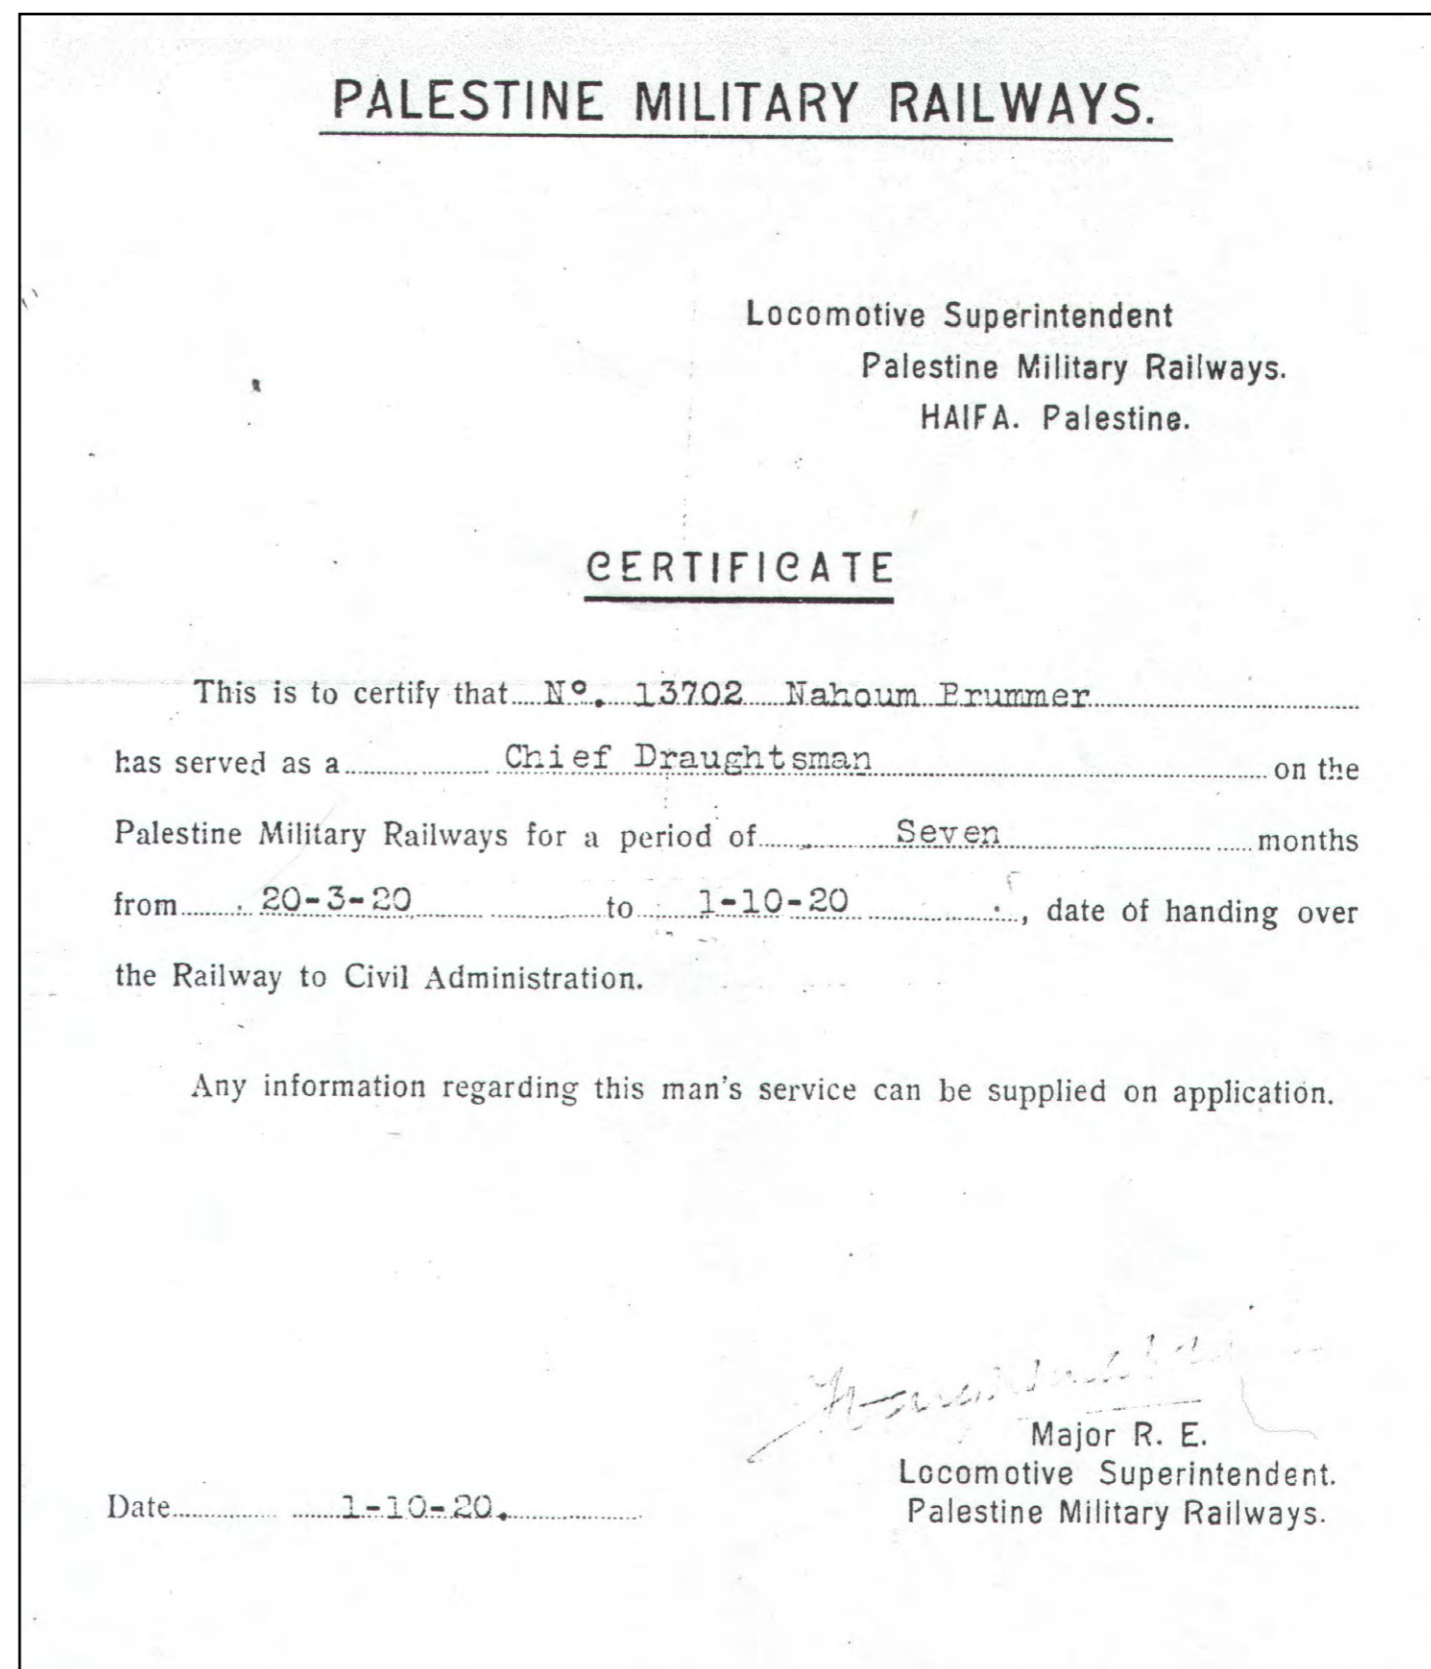 PALESTINE MILITARY RAILWAYS.
Locomotive Superintendent
Palestine Military Railways.
HAIFA. Palestine.
CERTIFICATE
This is to certify that Nº. 13702 Nahoum Brummer
has served as a Chief Draughtsman on the
Palestine Military Railways for a period of Seven months
from 20-3-20 to 1-10-20, date of handing over
the Railway to Civil Administration.
Any information regarding this man's service can be supplied on application.
Major R. E.
Locomotive Superintendent.
Palestine Military Railways.
Date 1-10-20.